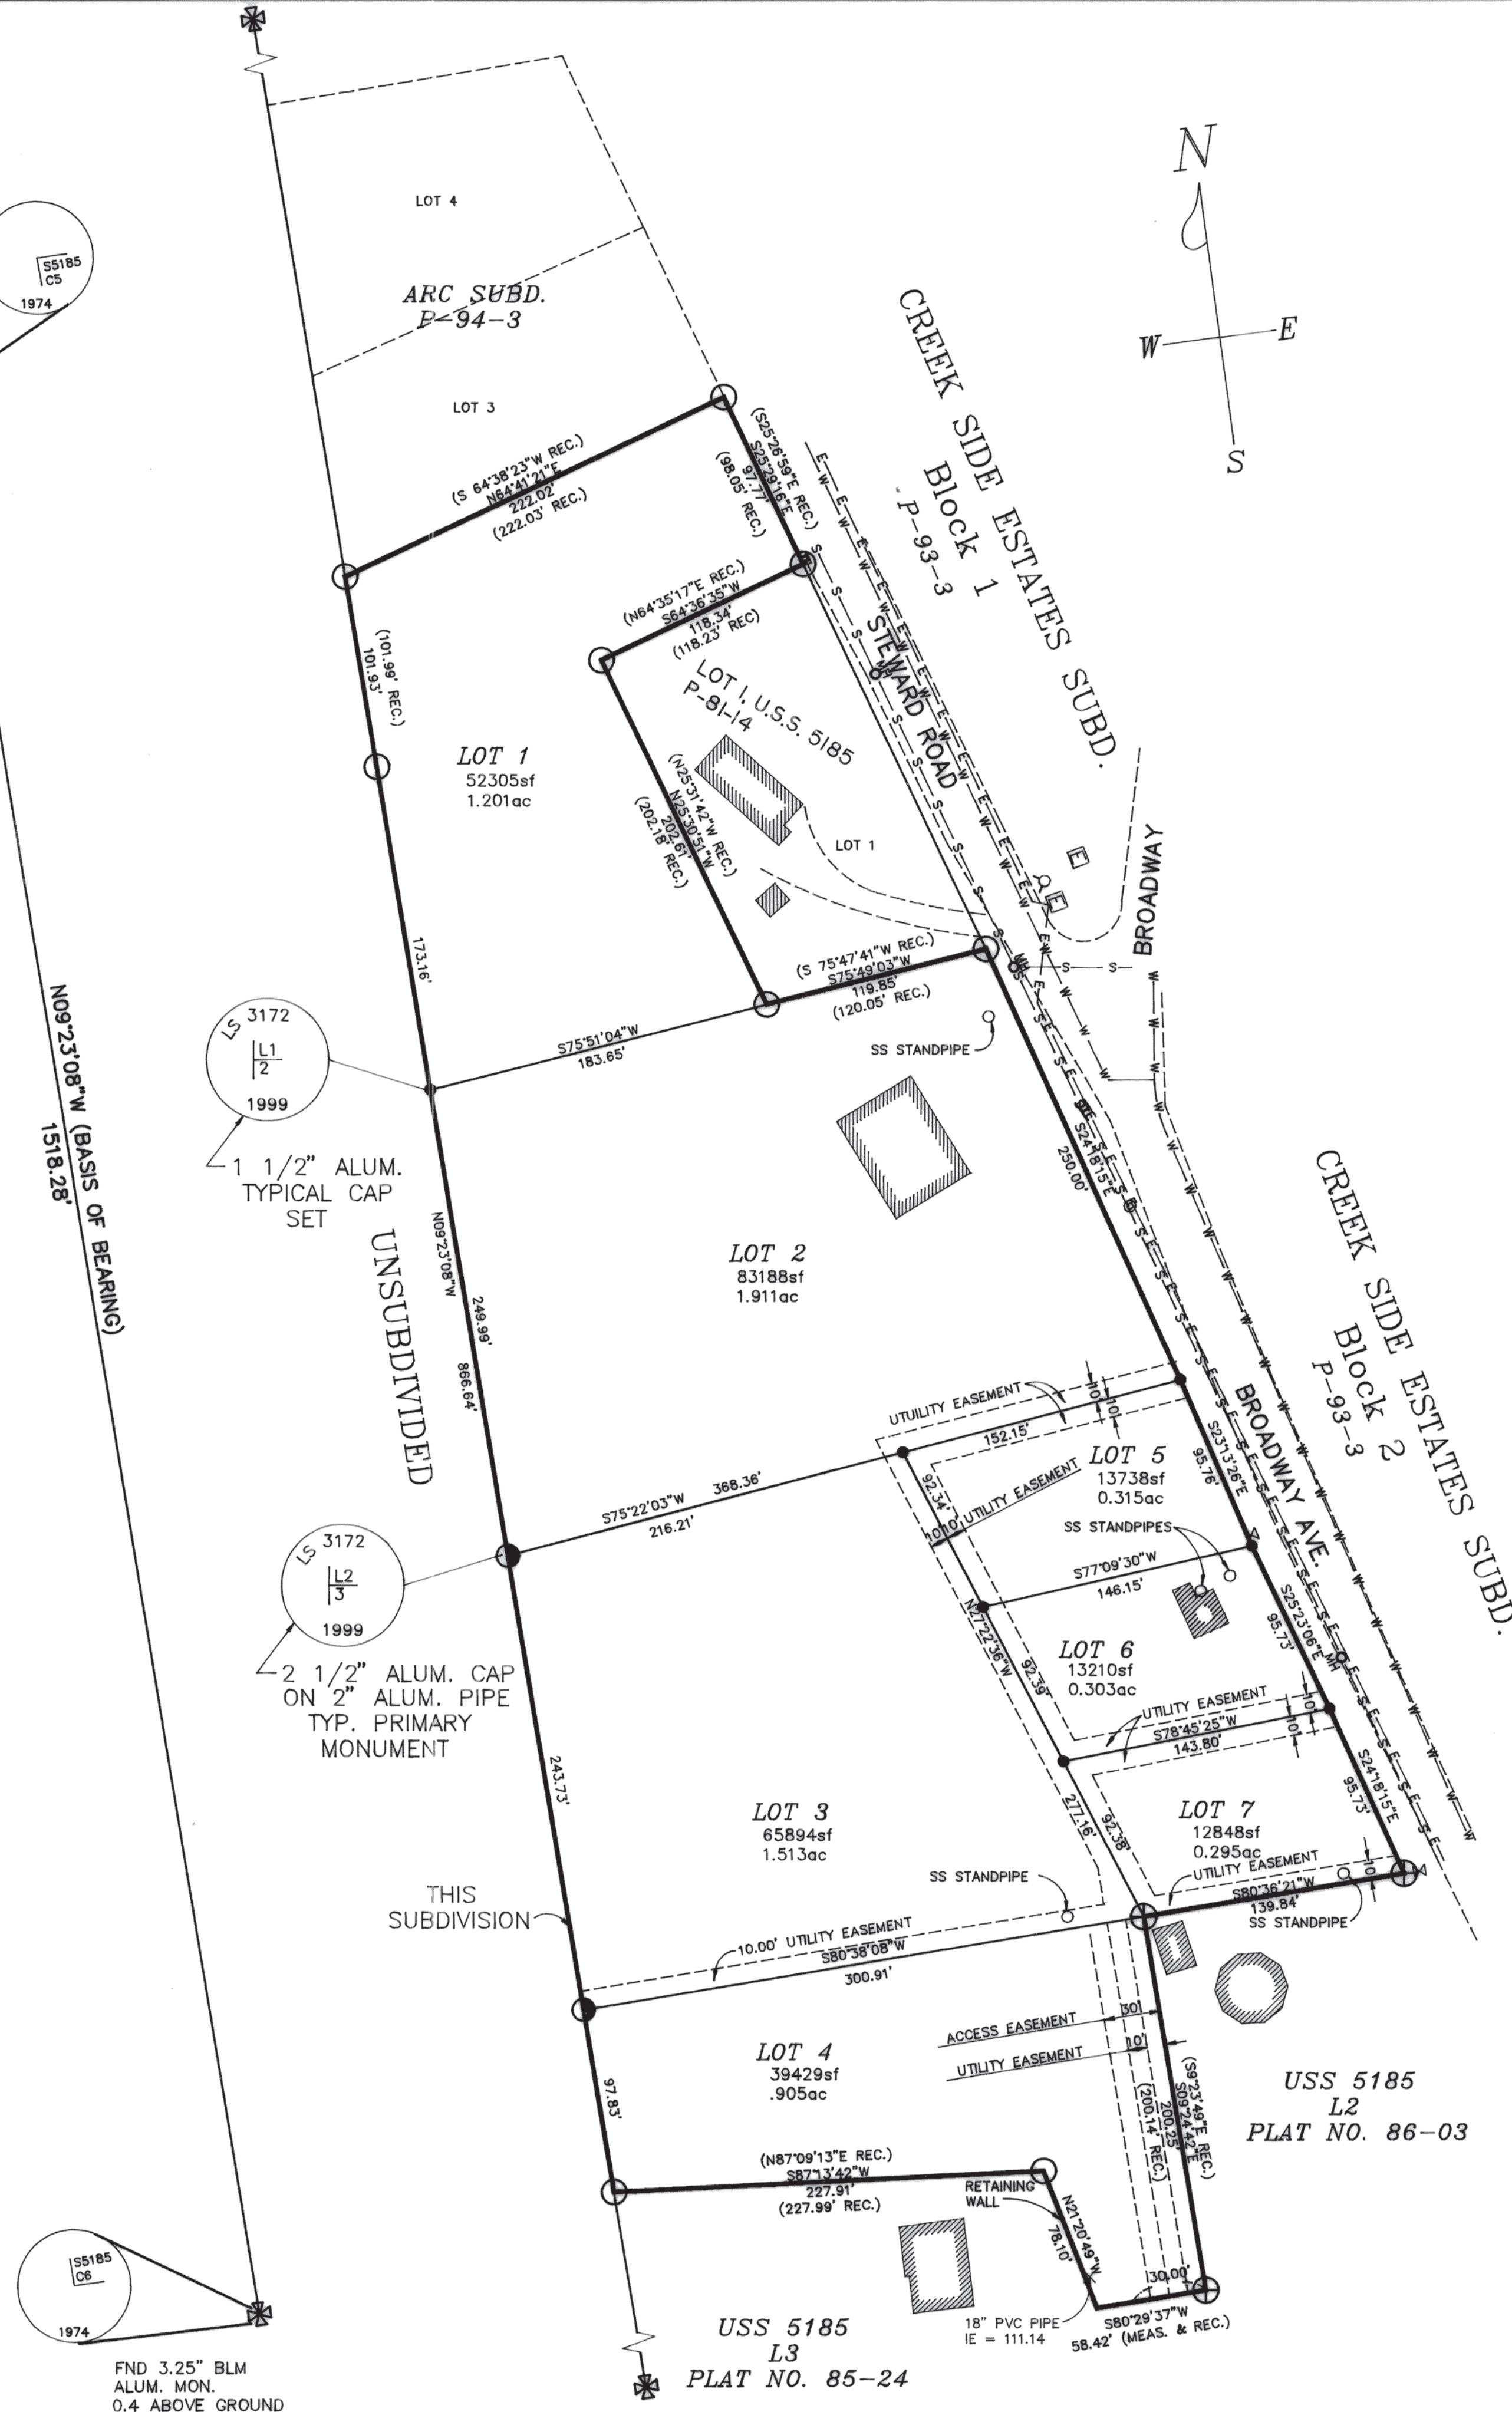 N
W
E
S
LOT 4
S5185
C5
1974
ARC SUBD.
P-94-3
LOT 3
CREEK SIDE ESTATES SUBD.
Block 1
P-93-3
(S 64°38'23"W REC.)
N64°41'21"E
222.02'
(222.03' REC.)
(S25°26'59"E REC.)
S25°29'16"E
97.77'
(98.05' REC.)
(N64°35'17"E REC.)
S64°36'35"W
118.34'
(118.23' REC)
STEWARD ROAD
(101.99' REC.)
101.93'
LOT 1, U.S.S. 5185
P-81-14
LOT 1
52305sf
1.201ac
(N25°31'42"W REC.)
N25°30'51"W
202.61'
(202.18' REC.)
LOT 1
E
E
BROADWAY
173.16'
(S 75°47'41"W REC.)
S75°49'03"W
119.85'
(120.05' REC.)
MH
N09°23'08"W (BASIS OF BEARING)
1518.28'
LS 3172
L1
2
1999
S75°51'04"W
183.65'
SS STANDPIPE
1 1/2" ALUM.
TYPICAL CAP
SET
S24°18'15"E
250.00'
UNSUBDIVIDED
N09°23'08"W
249.99'
866.64'
LOT 2
83188sf
1.911ac
CREEK SIDE ESTATES SUBD.
Block 2
P-93-3
UTUILITY EASEMENT
10'
10'
152.15'
LOT 5
13738sf
0.315ac
S23°13'26"E
95.76'
BROADWAY AVE.
92.34'
10'
10'
UTILITY EASEMENT
S75°22'03"W
368.36'
216.21'
SS STANDPIPES
S77°09'30"W
146.15'
LS 3172
L2
3
1999
2 1/2" ALUM. CAP
ON 2" ALUM. PIPE
TYP. PRIMARY
MONUMENT
N27°22'36"W
92.39'
LOT 6
13210sf
0.303ac
S25°23'06"E
95.73'
MH
UTILITY EASEMENT
S78°45'25"W
143.80'
10'
10'
243.73'
LOT 3
65894sf
1.513ac
277.16'
92.38'
LOT 7
12848sf
0.295ac
S24°18'15"E
95.73'
UTILITY EASEMENT
10'
S80°36'21"W
139.84'
SS STANDPIPE
SS STANDPIPE
THIS
SUBDIVISION
10.00' UTILITY EASEMENT
S80°38'08"W
300.91'
ACCESS EASEMENT
30'
UTILITY EASEMENT
10'
LOT 4
39429sf
.905ac
97.83'
(S9°23'49"E REC.)
S09°24'42"E
200.25'
(200.14' REC.)
USS 5185
L2
PLAT NO. 86-03
(N87°09'13"E REC.)
S87°13'42"W
227.91'
(227.99' REC.)
RETAINING
WALL
N21°20'49"W
78.10'
30.00'
S80°29'37"W
58.42' (MEAS. & REC.)
18" PVC PIPE
IE = 111.14
USS 5185
L3
PLAT NO. 85-24
S5185
C6
1974
FND 3.25" BLM
ALUM. MON.
0.4 ABOVE GROUND